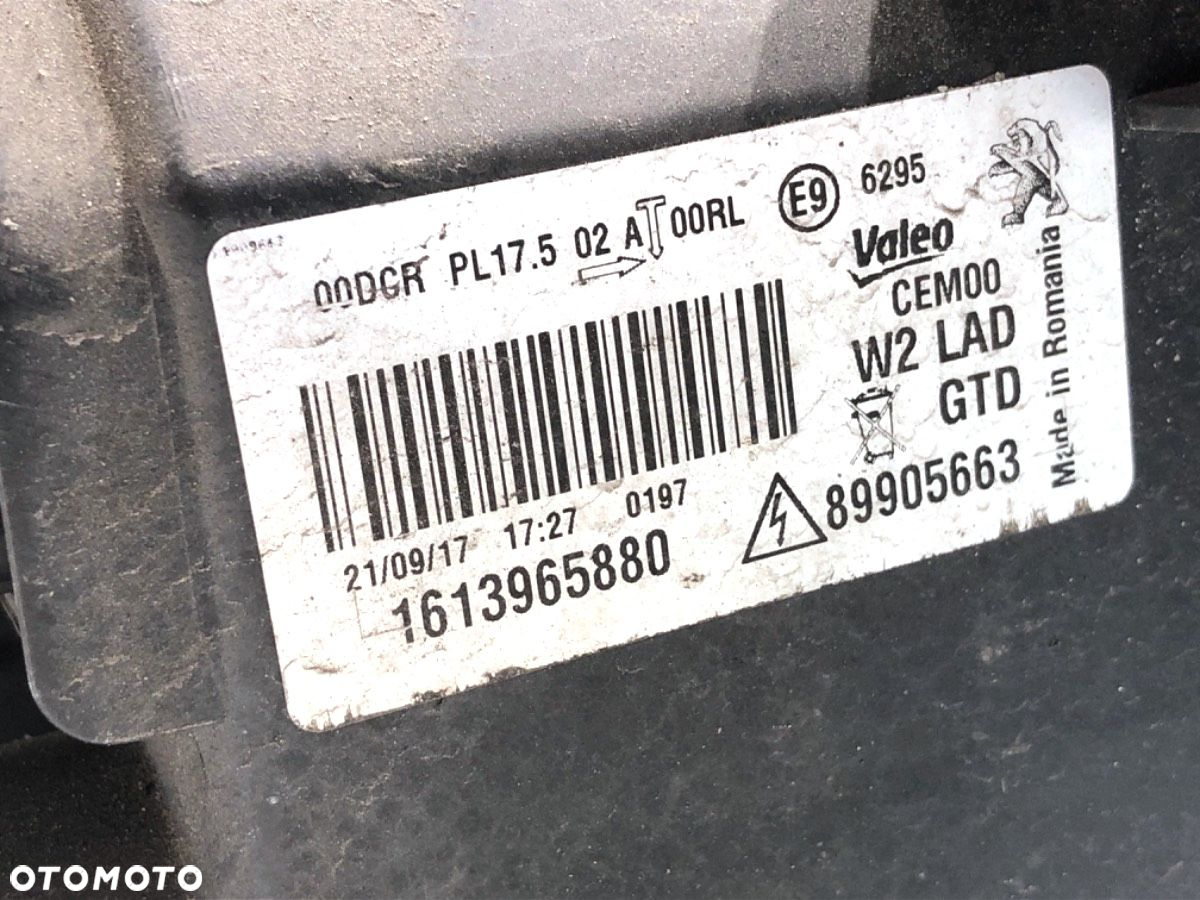 00DCR PL17.5 02 A 00RL E9 6295
Valeo
CEM00
W2 LAD
GTD
Made in Romania
21/09/17 17:27 0197
1613965880
89905663
OTOMOTO